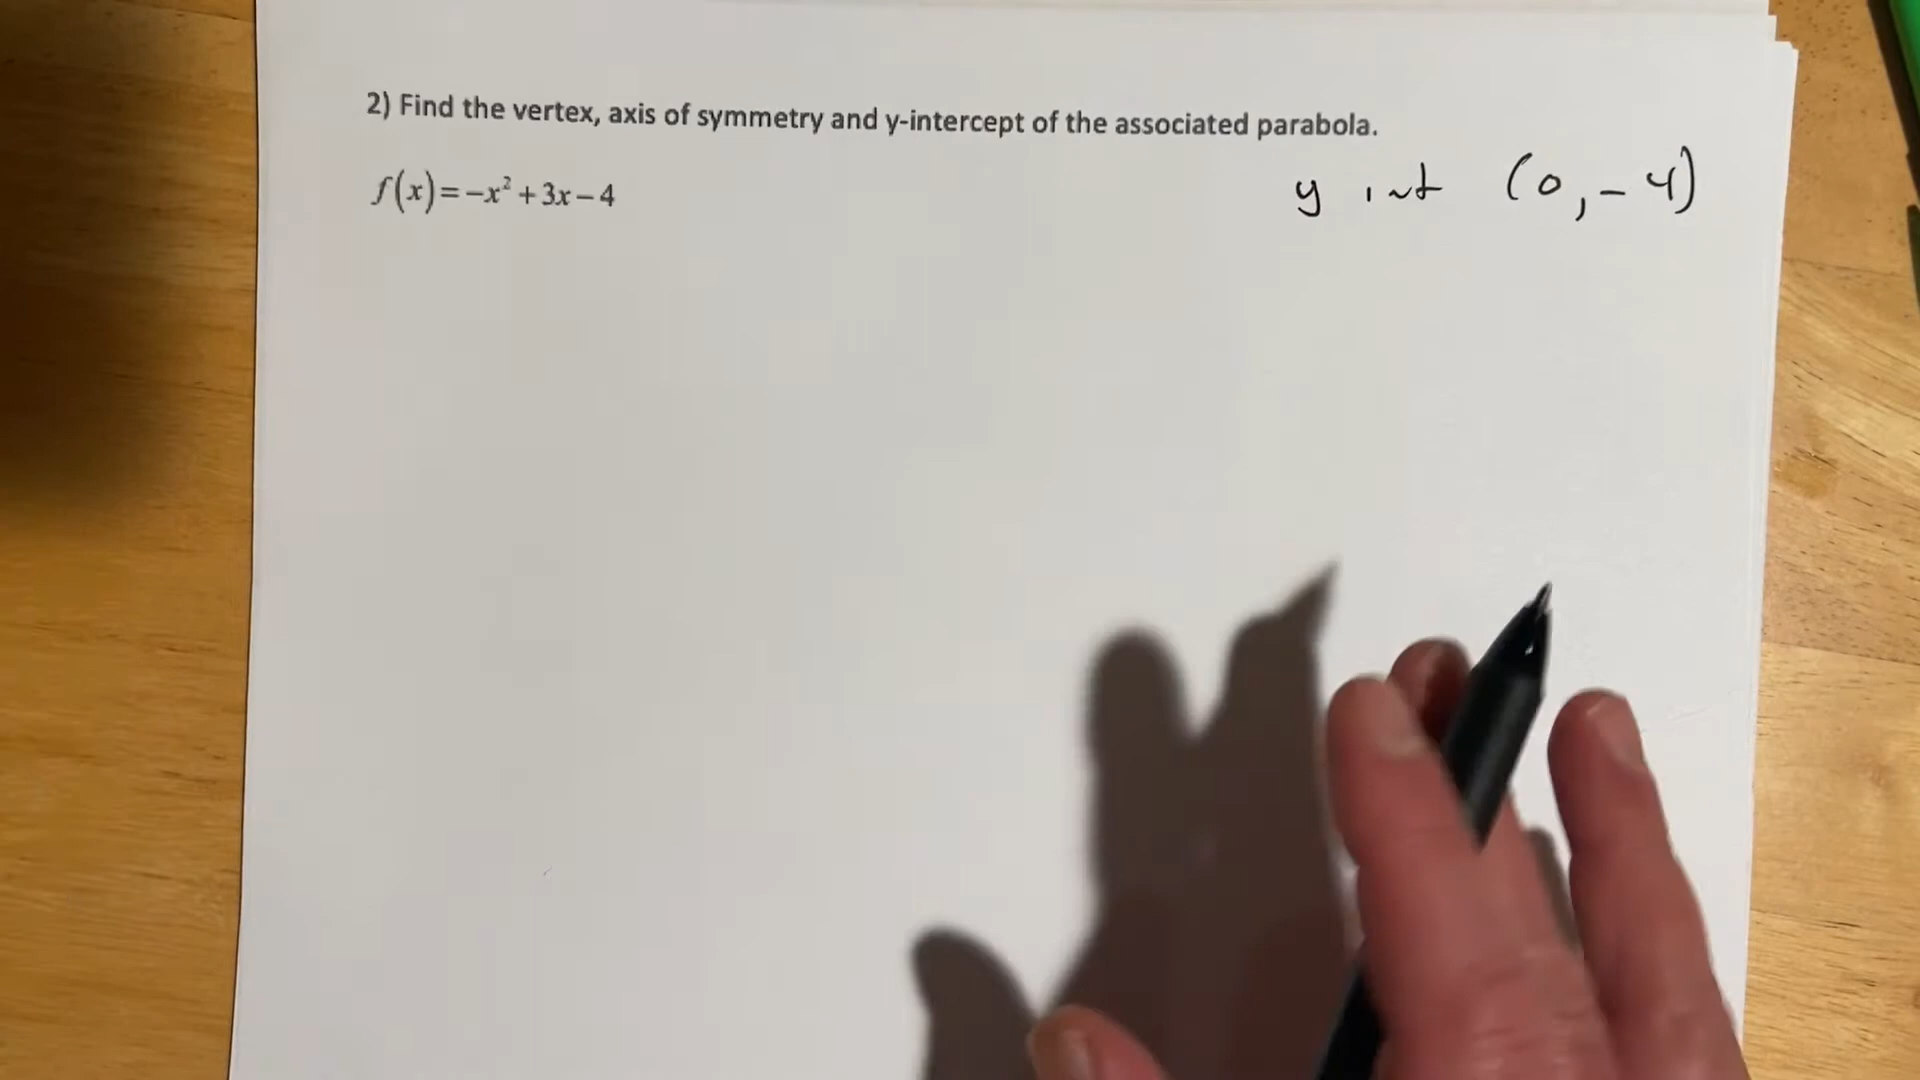 2) Find the vertex, axis of symmetry and y-intercept of the associated parabola.
f(x)=-x²+3x-4
y int (0,-4)